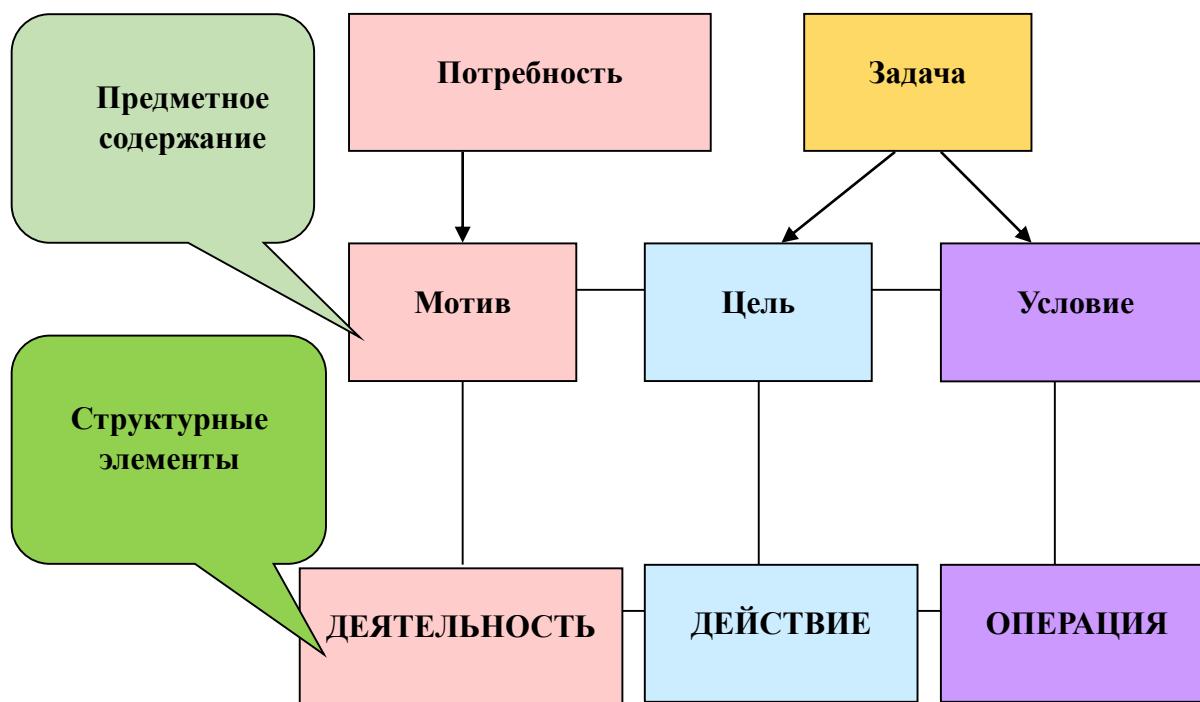 Потребность
Задача
Предметное
содержание
Мотив
Цель
Условие
Структурные
элементы
ДЕЯТЕЛЬНОСТЬ
ДЕЙСТВИЕ
ОПЕРАЦИЯ